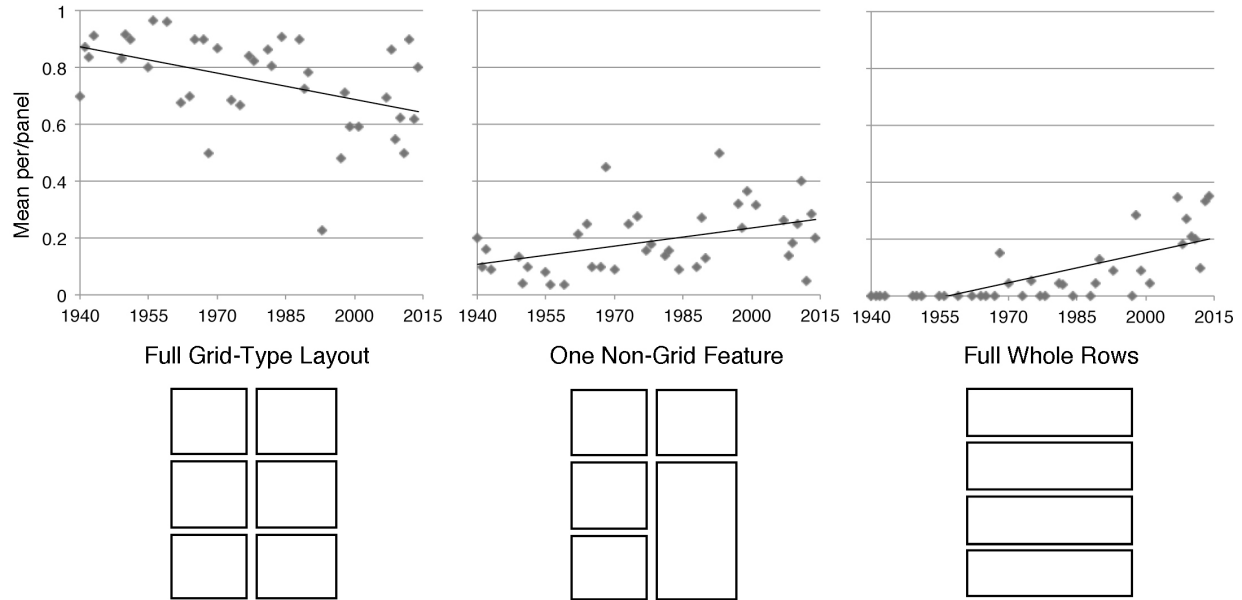 Mean per/panel
1
0.8
0.6
0.4
0.2
0
1940 1955 1970 1985 2000 2015
1940 1955 1970 1985 2000 2015
1940 1955 1970 1985 2000 2015
Full Grid-Type Layout
One Non-Grid Feature
Full Whole Rows